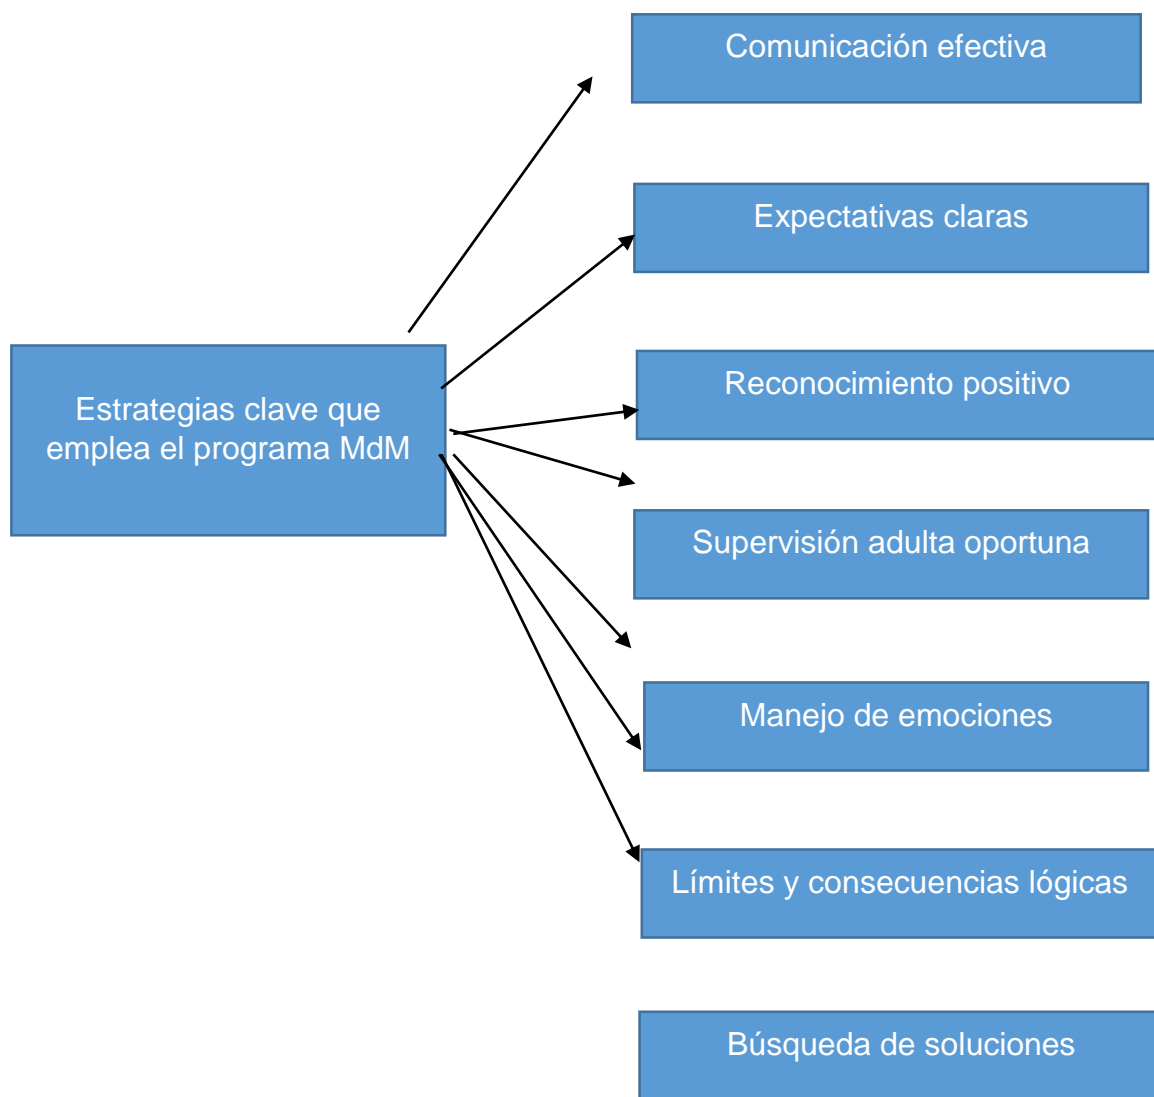 Comunicación efectiva
Expectativas claras
Reconocimiento positivo
Estrategias clave que
emplea el programa MdM
Supervisión adulta oportuna
Manejo de emociones
Límites y consecuencias lógicas
Búsqueda de soluciones